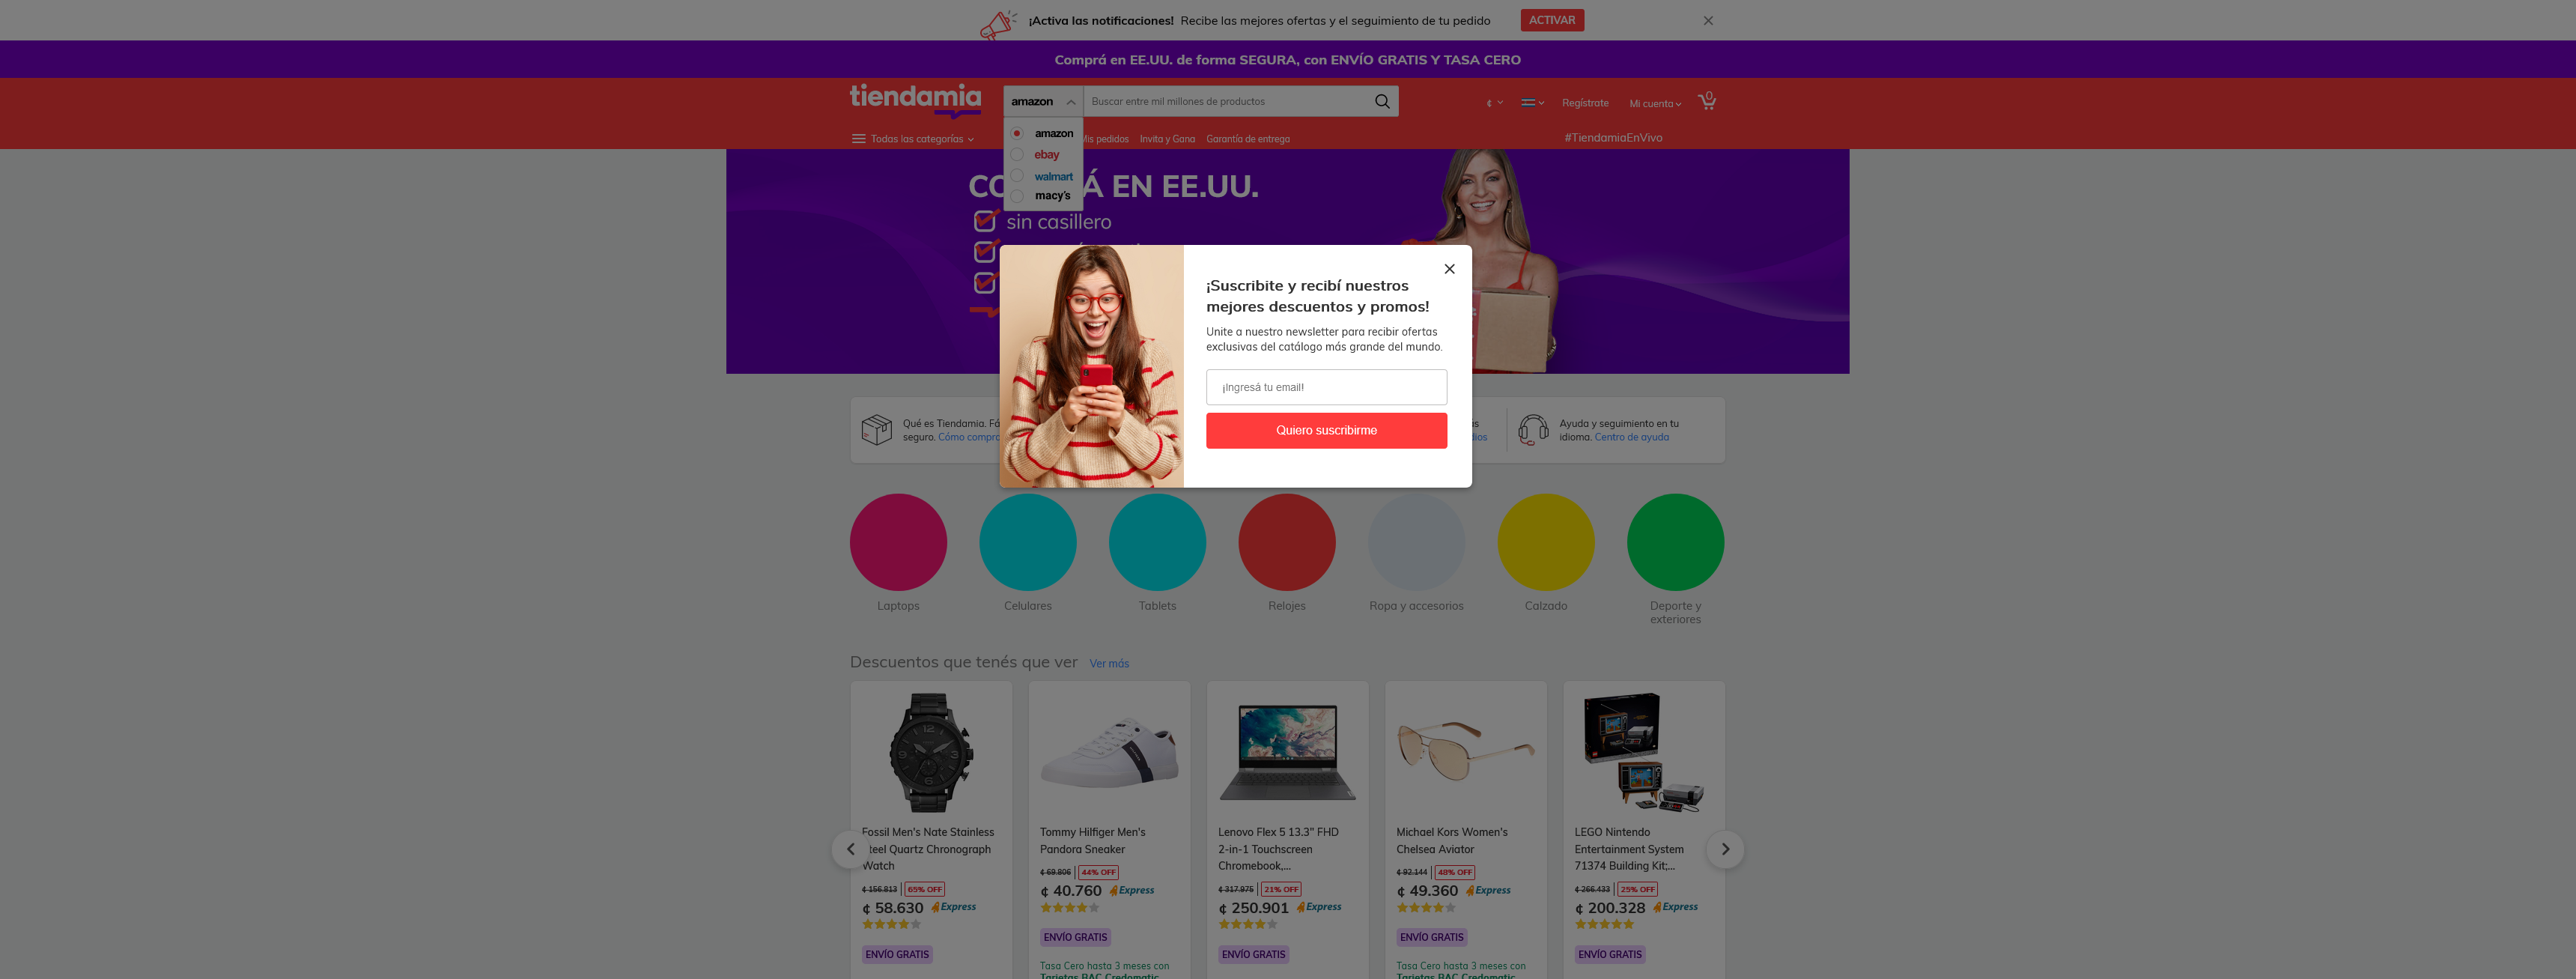 ¡Activa las notificaciones! Recibe las mejores ofertas y el seguimiento de tu pedido ACTIVAR
Comprá en EE.UU. de forma SEGURA, con ENVÍO GRATIS Y TASA CERO
tiendamia
amazon
Buscar entre mil millones de productos
¢
Regístrate
Mi cuenta
0
Todas las categorías
Mis pedidos
Invita y Gana
Garantía de entrega
#TiendamiaEnVivo
amazon
ebay
walmart
macy's
EN EE.UU.
sin casillero
¡Suscribite y recibí nuestros
mejores descuentos y promos!
Unite a nuestro newsletter para recibir ofertas
exclusivas del catálogo más grande del mundo.
¡Ingresá tu email!
Quiero suscribirme
Qué es Tiendamia.
seguro. Cómo
Ayuda y seguimiento en tu
idioma. Centro de ayuda
Laptops
Celulares
Tablets
Relojes
Ropa y accesorios
Calzado
Deporte y
exteriores
Descuentos que tenés que ver Ver más
Fossil Men's Nate Stainless
Steel Quartz Chronograph
Watch
¢ 156.813 65% OFF
¢ 58.630 Express
ENVÍO GRATIS
Tommy Hilfiger Men's
Pandora Sneaker
¢ 69.806 44% OFF
¢ 40.760 Express
ENVÍO GRATIS
Tasa Cero hasta 3 meses con
Tarjetas BAC Credomatic
Lenovo Flex 5 13.3" FHD
2-in-1 Touchscreen
Chromebook,...
¢ 317.975 21% OFF
¢ 250.901 Express
ENVÍO GRATIS
Michael Kors Women's
Chelsea Aviator
¢ 92.144 48% OFF
¢ 49.360 Express
ENVÍO GRATIS
Tasa Cero hasta 3 meses con
Tarjetas BAC Credomatic
LEGO Nintendo
Entertainment System
71374 Building Kit;...
¢ 266.433 25% OFF
¢ 200.328 Express
ENVÍO GRATIS